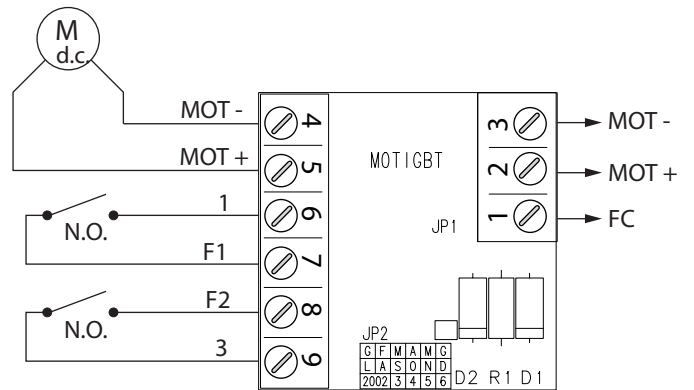 M
d.c.
MOT -
MOT +
1
F1
F2
3
N.O.
N.O.
4
5
6
7
8
9
MOTIGBT
3
2
1
JP1
MOT -
MOT +
FC
JP2
G F M A M G
L A S O N D
2002 3 4 5 6
D2 R1 D1